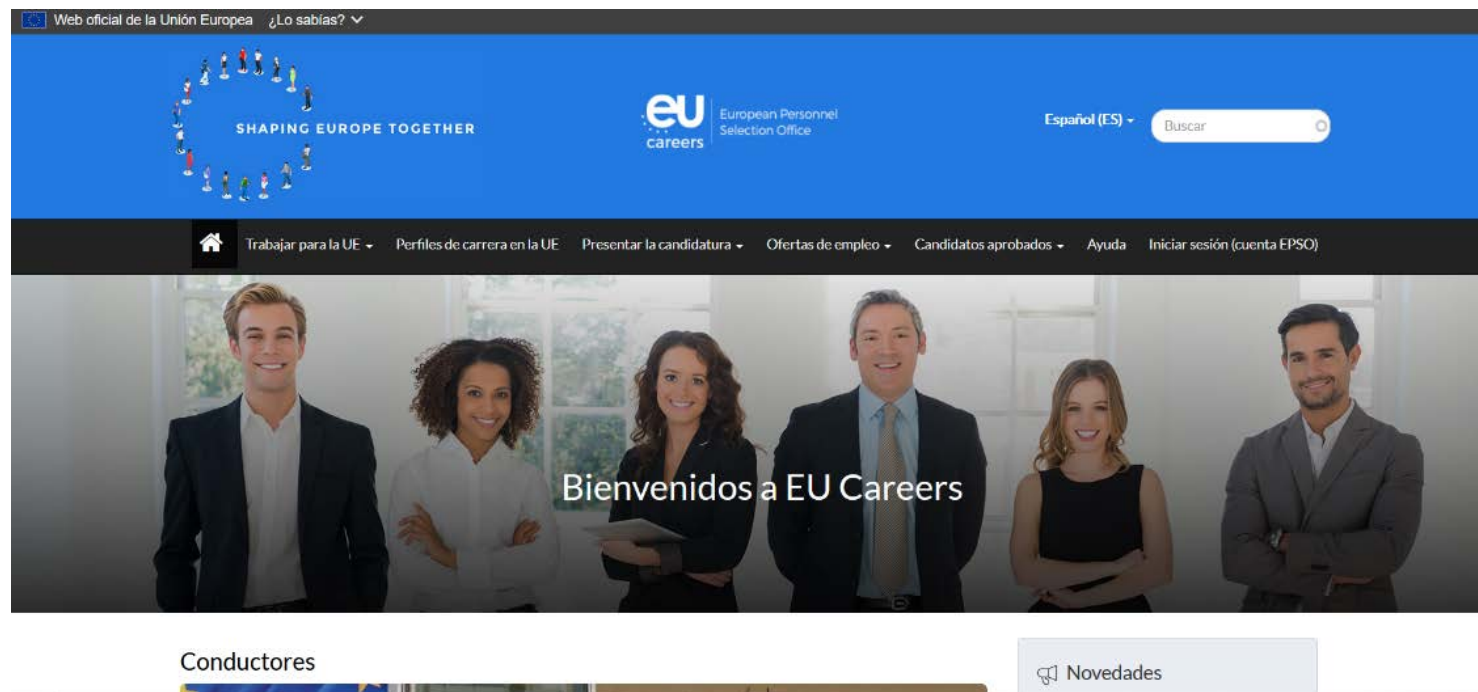 Web oficial de la Unión Europea ¿Lo sabías?
SHAPING EUROPE TOGETHER
eu
careers
European Personnel
Selection Office
Español (ES)
Buscar
Trabajar para la UE Perfiles de carrera en la UE Presentar la candidatura Ofertas de empleo Candidatos aprobados Ayuda Iniciar sesión (cuenta EPSO)
Bienvenidos a EU Careers
Conductores
Novedades